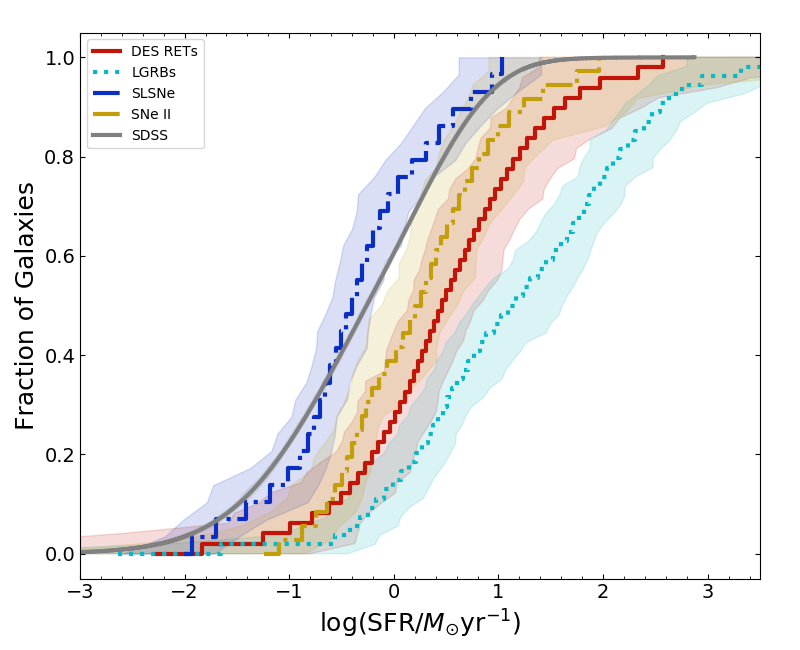 DES RETs
LGRBs
SLSNe
SNe II
SDSS
1.0
0.8
0.6
0.4
0.2
0.0
Fraction of Galaxies
−3 −2 −1 0 1 2 3
log(SFR/M⊙yr⁻¹)